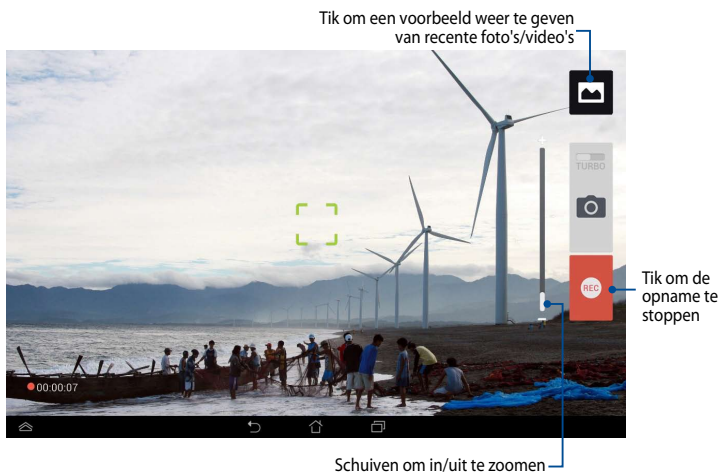 Tik om een voorbeeld weer te geven
van recente foto's/video's
TURBO
REC
Tik om de
opname te
stoppen
00:00:07
Schuiven om in/uit te zoomen